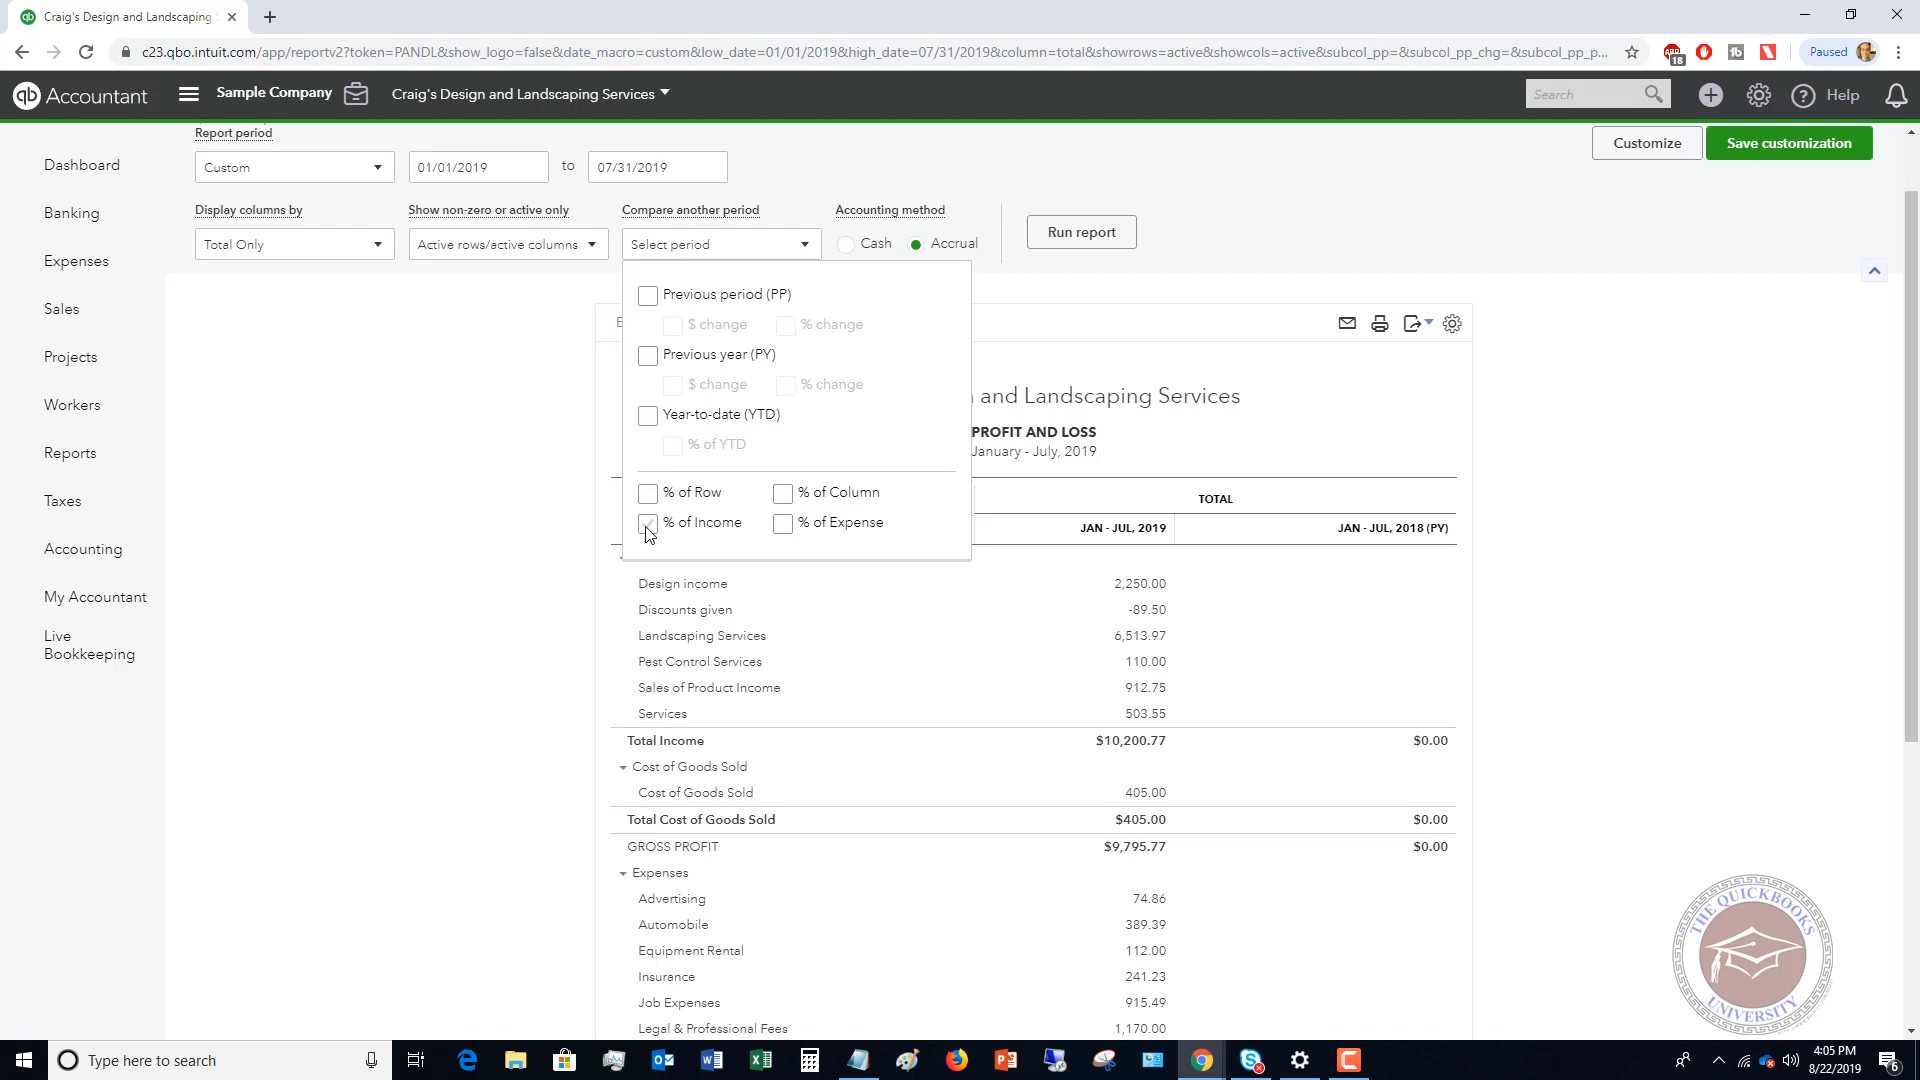 Craig's Design and Landscaping S
c23.qbo.intuit.com/app/reportv2?token=PANDL&show_logo=false&date_macro=custom&low_date=01/01/2019&high_date=07/31/2019&column=total&showrows=active&showcols=active&subcol_pp=&subcol_pp_chg=&subcol_pp_p...
ABP 18
Paused
qb Accountant
Sample Company
Craig's Design and Landscaping Services
Search
Help
Report period
Customize
Save customization
Custom
01/01/2019 to 07/31/2019
Display columns by
Show non-zero or active only
Compare another period
Accounting method
Total Only
Active rows/active columns
Select period
Cash
Accrual
Run report
Dashboard
Banking
Expenses
Sales
Projects
Workers
Reports
Taxes
Accounting
My Accountant
Live
Bookkeeping
Previous period (PP)
$ change % change
Previous year (PY)
$ change % change
Year-to-date (YTD)
% of YTD
% of Row % of Column
% of Income % of Expense
and Landscaping Services
PROFIT AND LOSS
January - July, 2019
TOTAL
JAN - JUL, 2019 JAN - JUL, 2018 (PY)
Design income 2,250.00
Discounts given -89.50
Landscaping Services 6,513.97
Pest Control Services 110.00
Sales of Product Income 912.75
Services 503.55
Total Income $10,200.77 $0.00
Cost of Goods Sold
Cost of Goods Sold 405.00
Total Cost of Goods Sold $405.00 $0.00
GROSS PROFIT $9,795.77 $0.00
Expenses
Advertising 74.86
Automobile 389.39
Equipment Rental 112.00
Insurance 241.23
Job Expenses 915.49
Legal & Professional Fees 1,170.00
THE QUICKBOOKS
UNIVERSITY
Type here to search
4:05 PM
8/22/2019
6